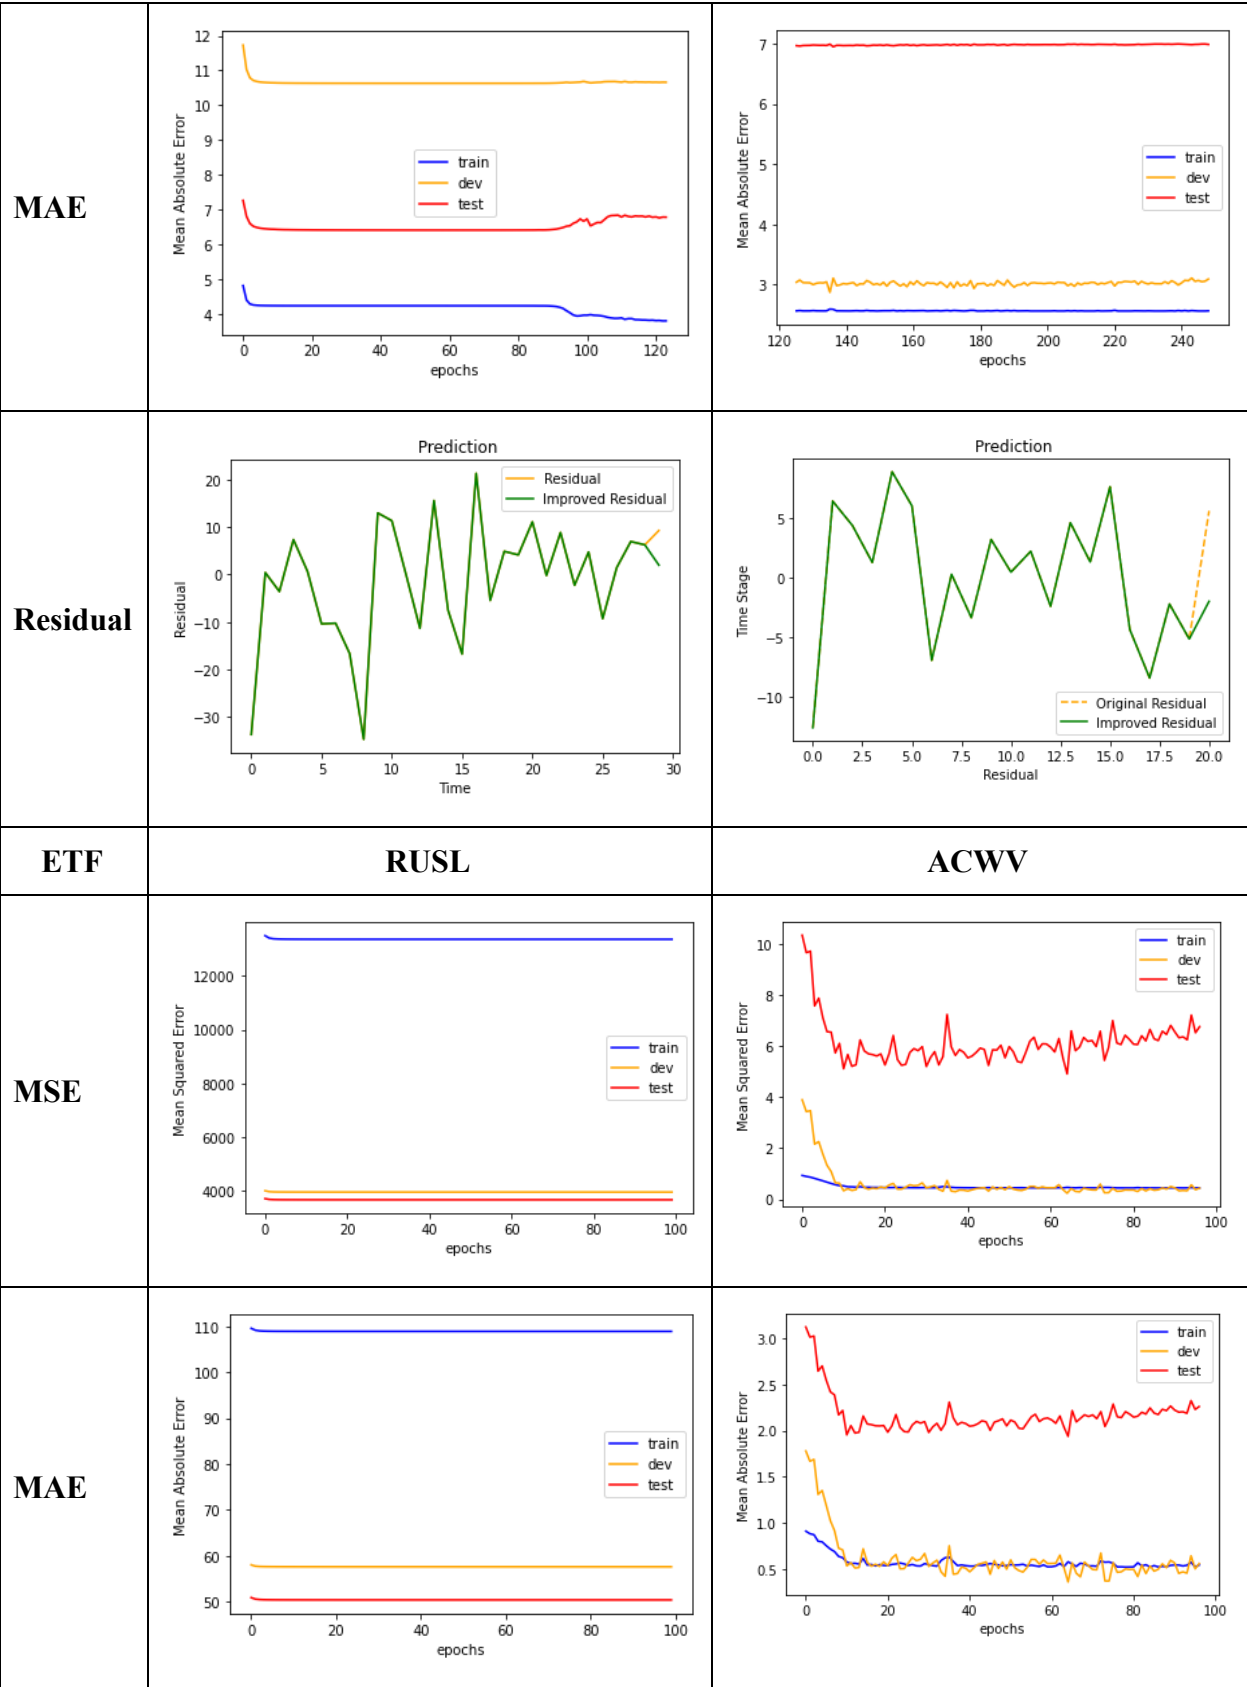 MAE
12
11
10
9
8
7
6
5
4
Mean Absolute Error
train
dev
test
0 20 40 60 80 100 120
epochs
7
6
5
4
3
Mean Absolute Error
train
dev
test
120 140 160 180 200 220 240
epochs
Residual
Prediction
20
10
0
−10
−20
−30
Residual
Residual
Improved Residual
0 5 10 15 20 25 30
Time
Prediction
5
0
−5
−10
Time Stage
Original Residual
Improved Residual
0.0 2.5 5.0 7.5 10.0 12.5 15.0 17.5 20.0
Residual
ETF RUSL ACWV
MSE
12000
10000
8000
6000
4000
Mean Squared Error
train
dev
test
0 20 40 60 80 100
epochs
10
8
6
4
2
0
Mean Squared Error
train
dev
test
0 20 40 60 80 100
epochs
MAE
110
100
90
80
70
60
50
Mean Absolute Error
train
dev
test
0 20 40 60 80 100
epochs
3.0
2.5
2.0
1.5
1.0
0.5
Mean Absolute Error
train
dev
test
0 20 40 60 80 100
epochs